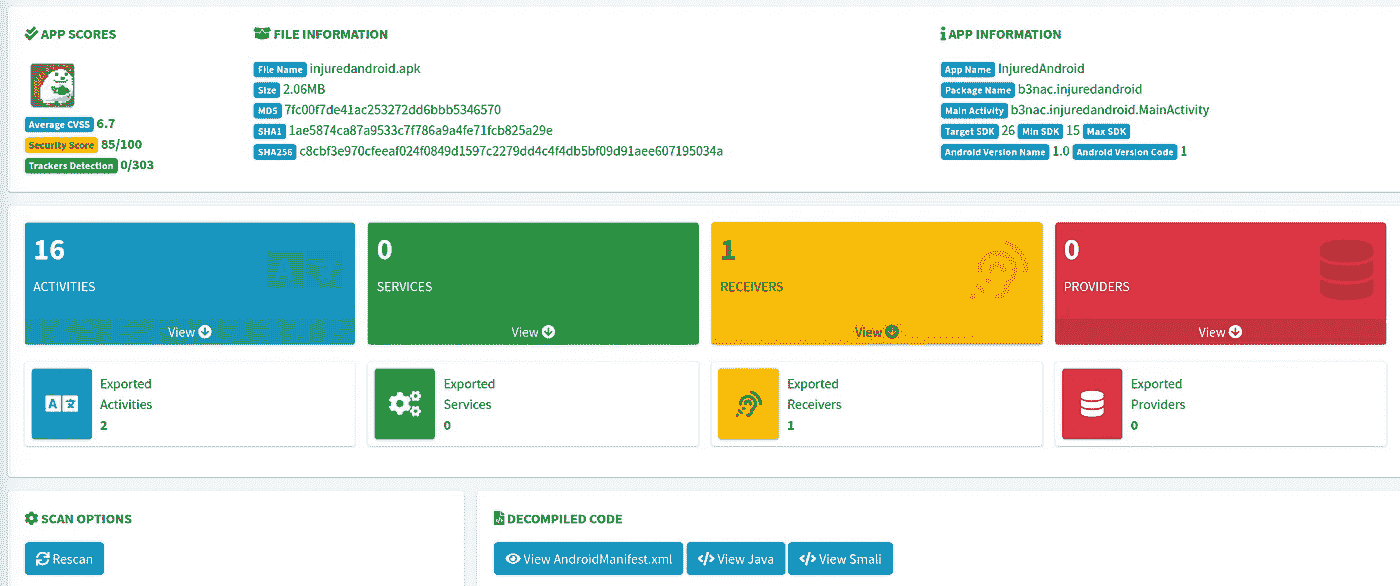 APP SCORES
Average CVSS 6.7
Security Score 85/100
Trackers Detection 0/303
FILE INFORMATION
File Name injuredandroid.apk
Size 2.06MB
MD5 7fc00f7de41ac253272dd6bbb5346570
SHA1 1ae5874ca87a9533c7f786a9a4fe71fcb825a29e
SHA256 c8cbf3e970cfeeaf024f0849d1597c2279dd4c4f4db5bf09d91aee607195034a
APP INFORMATION
App Name InjuredAndroid
Package Name b3nac.injuredandroid
Main Activity b3nac.injuredandroid.MainActivity
Target SDK 26 Min SDK 15 Max SDK
Android Version Name 1.0 Android Version Code 1
16
ACTIVITIES
View
0
SERVICES
View
1
RECEIVERS
View
0
PROVIDERS
View
Exported
Activities
2
Exported
Services
0
Exported
Receivers
1
Exported
Providers
0
SCAN OPTIONS
Rescan
DECOMPILED CODE
View AndroidManifest.xml View Java View Smali